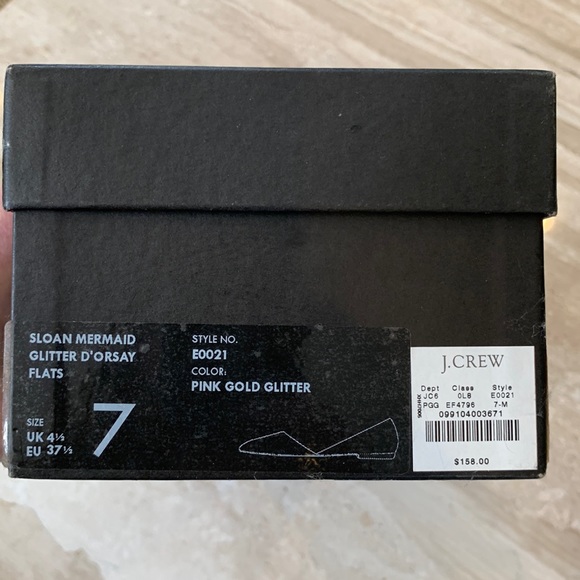 SLOAN MERMAID
GLITTER D'ORSAY
FLATS
SIZE
UK 4½
EU 37½
7
STYLE NO.
E0021
COLOR:
PINK GOLD GLITTER
J.CREW
Dept Class Style
JC6 0L8 E0021
PGG EF4796 7-M
099104003671
$158.00